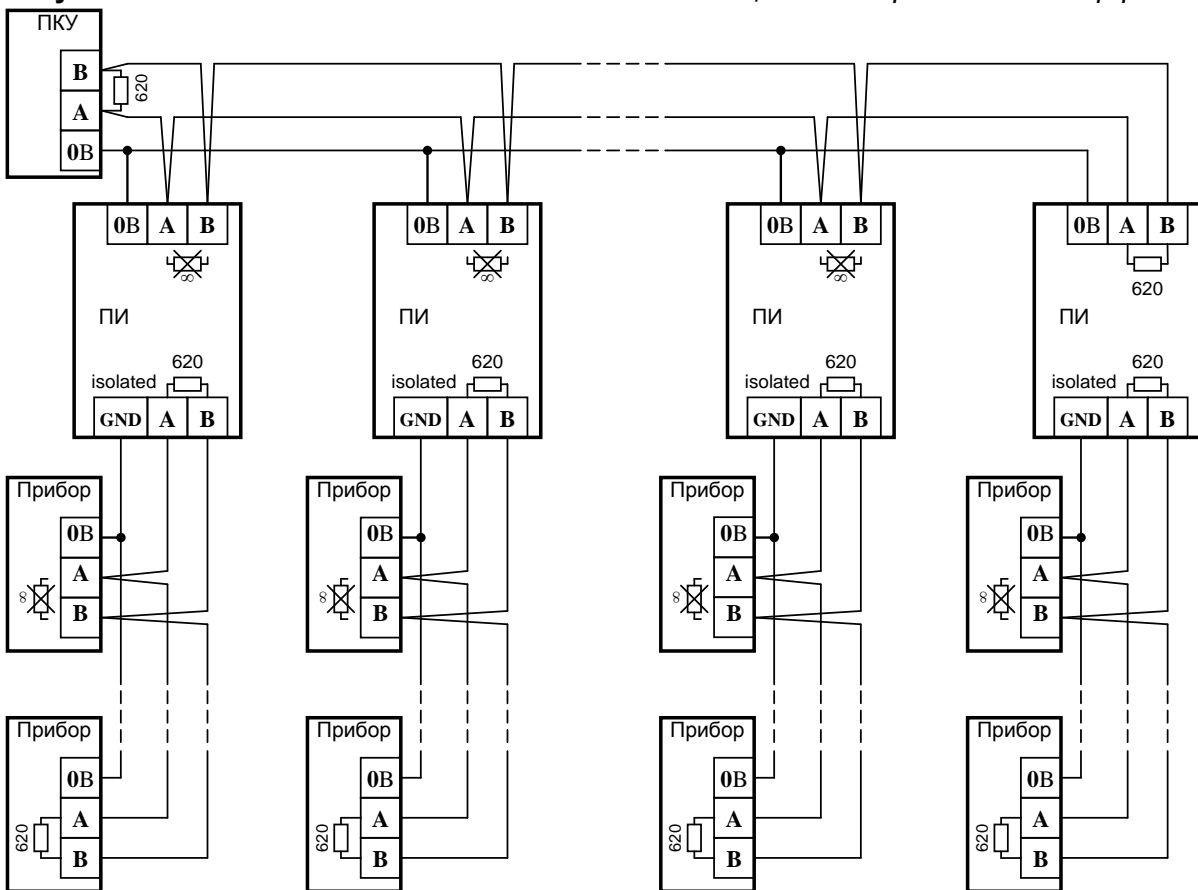 ПКУ
B
620
A
0В
0В A B 0В A B 0В A B 0В A B
∞ ∞ ∞ 620
ПИ ПИ ПИ ПИ
620 620 620 620
isolated isolated isolated isolated
GND A B GND A B GND A B GND A B
Прибор Прибор Прибор Прибор
0В 0В 0В 0В
A A A A
∞ ∞ ∞ ∞
B B B B
Прибор Прибор Прибор Прибор
0В 0В 0В 0В
A A A A
620 620 620 620
B B B B